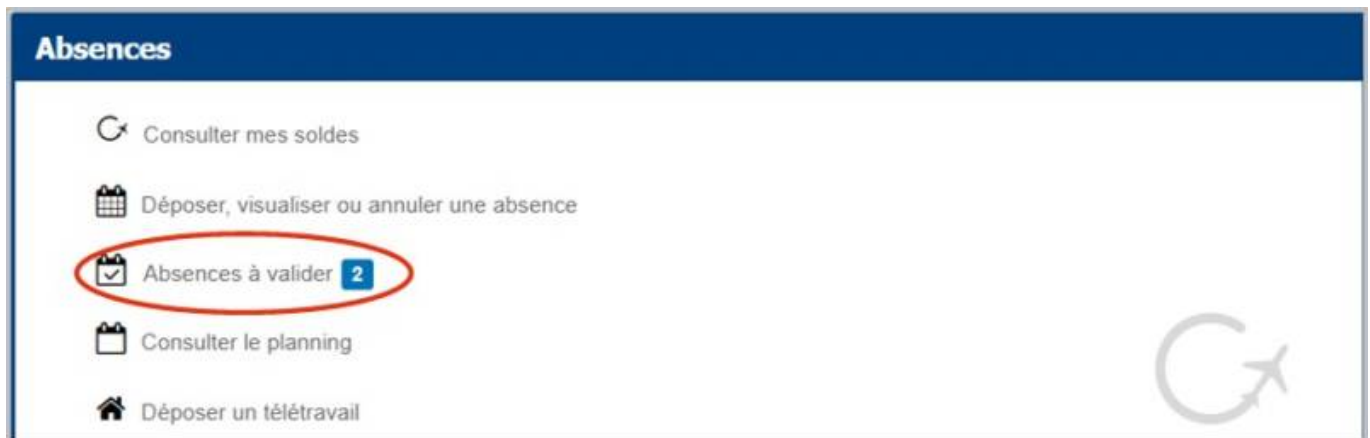 Absences
Consulter mes soldes
Déposer, visualiser ou annuler une absence
Absences à valider 2
Consulter le planning
Déposer un télétravail